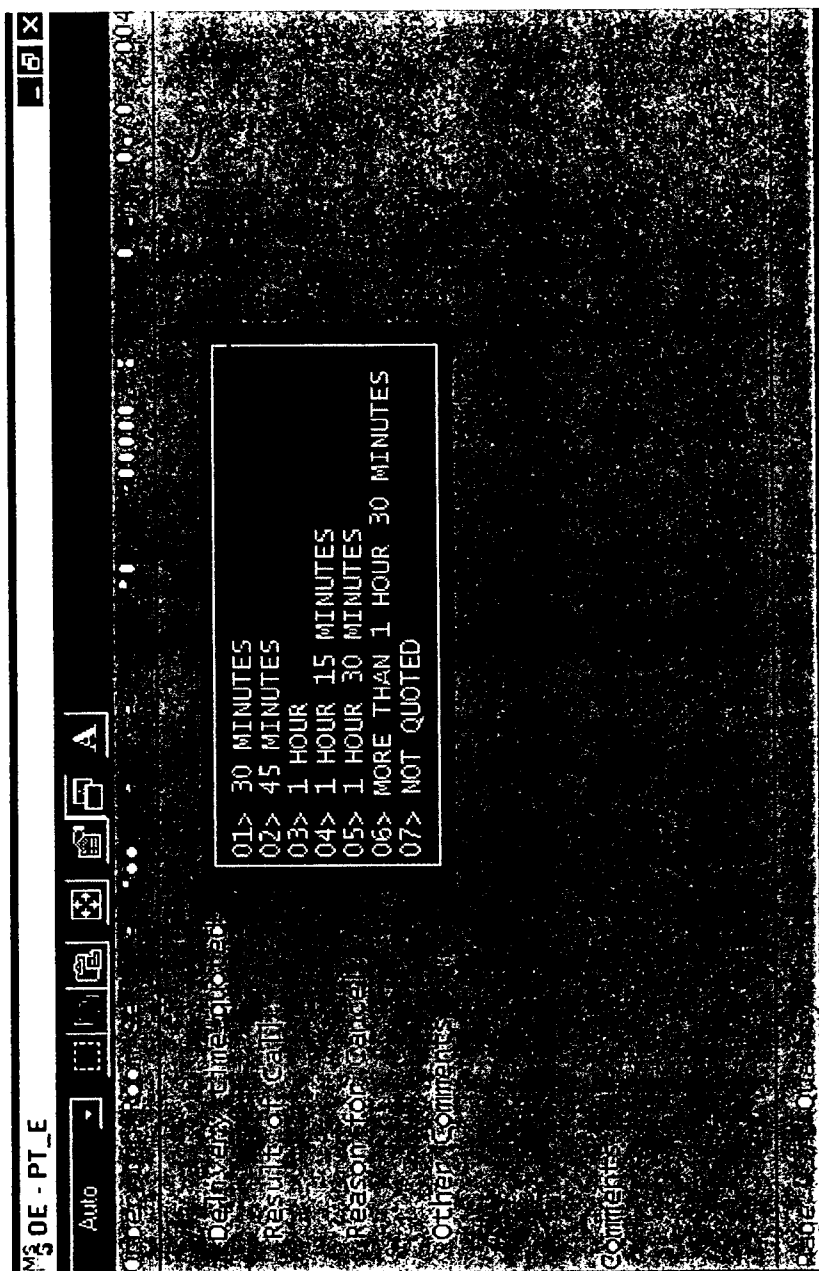 OE - PT_E
Auto
A
2004
Delivery time quoted
01> 30 MINUTES
02> 45 MINUTES
03> 1 HOUR
04> 1 HOUR 15 MINUTES
05> 1 HOUR 30 MINUTES
06> MORE THAN 1 HOUR 30 MINUTES
07> NOT QUOTED
Result of Call
Reason for Cancel
Other Comments
Comments